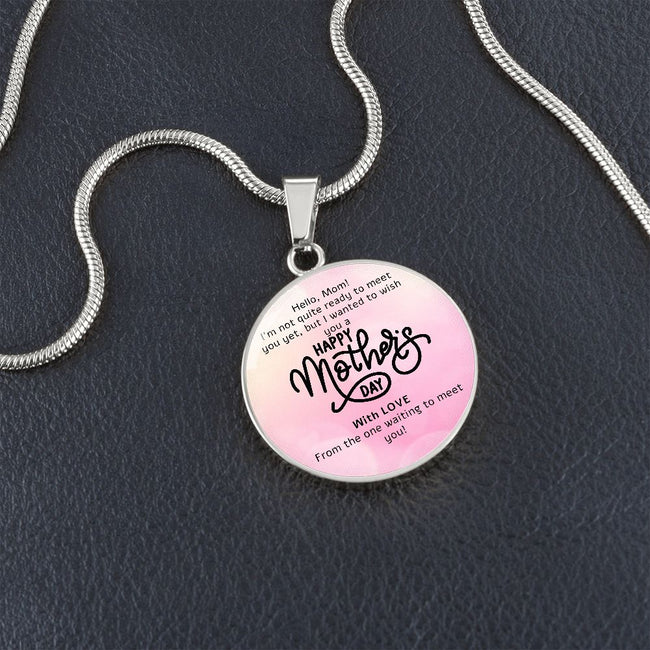 Hello, Mom!
I'm not quite ready to meet
you yet, but I wanted to wish
you a
HAPPY
Mother's
DAY
With LOVE
From the one waiting to meet
you!